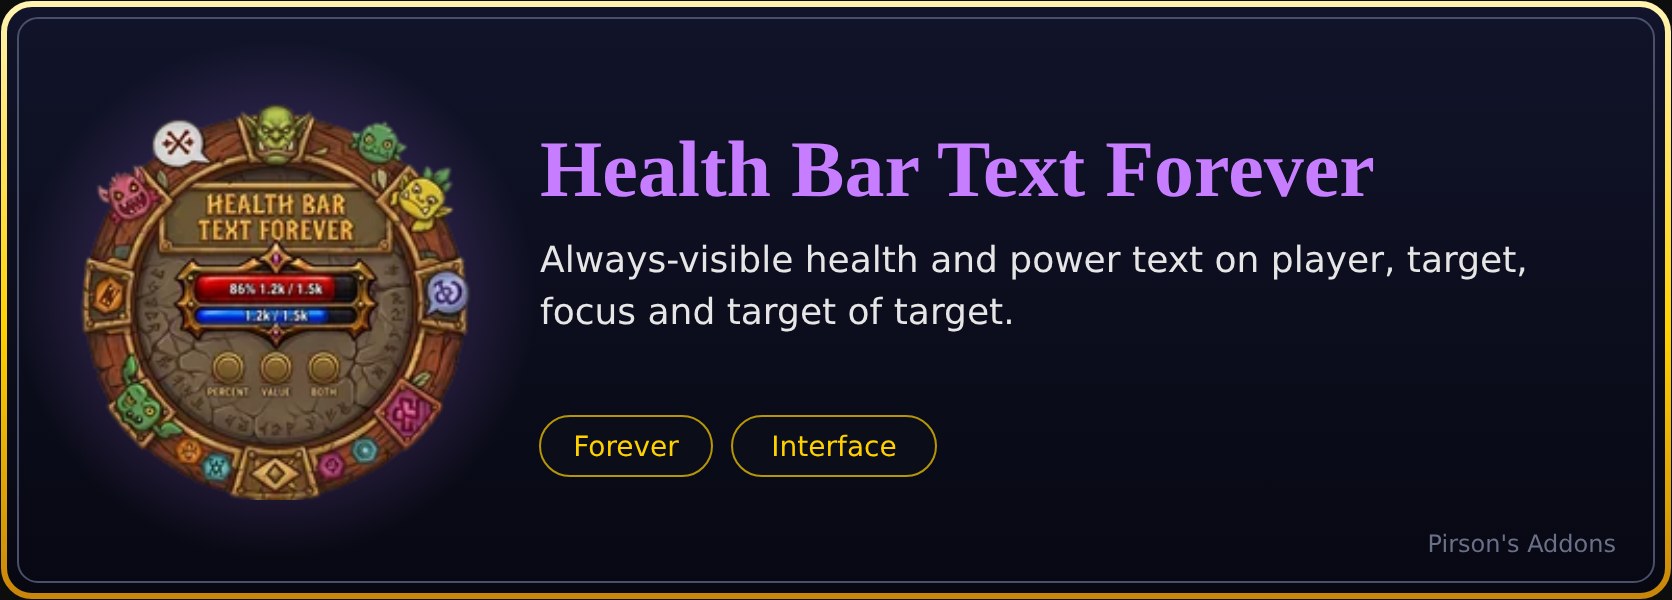 HEALTH BAR
TEXT FOREVER
86% 1.2k / 1.5k
1.2k / 1.5k
PERCENT VALUE BOTH
Health Bar Text Forever
Always-visible health and power text on player, target,
focus and target of target.
Forever Interface
Pirson's Addons